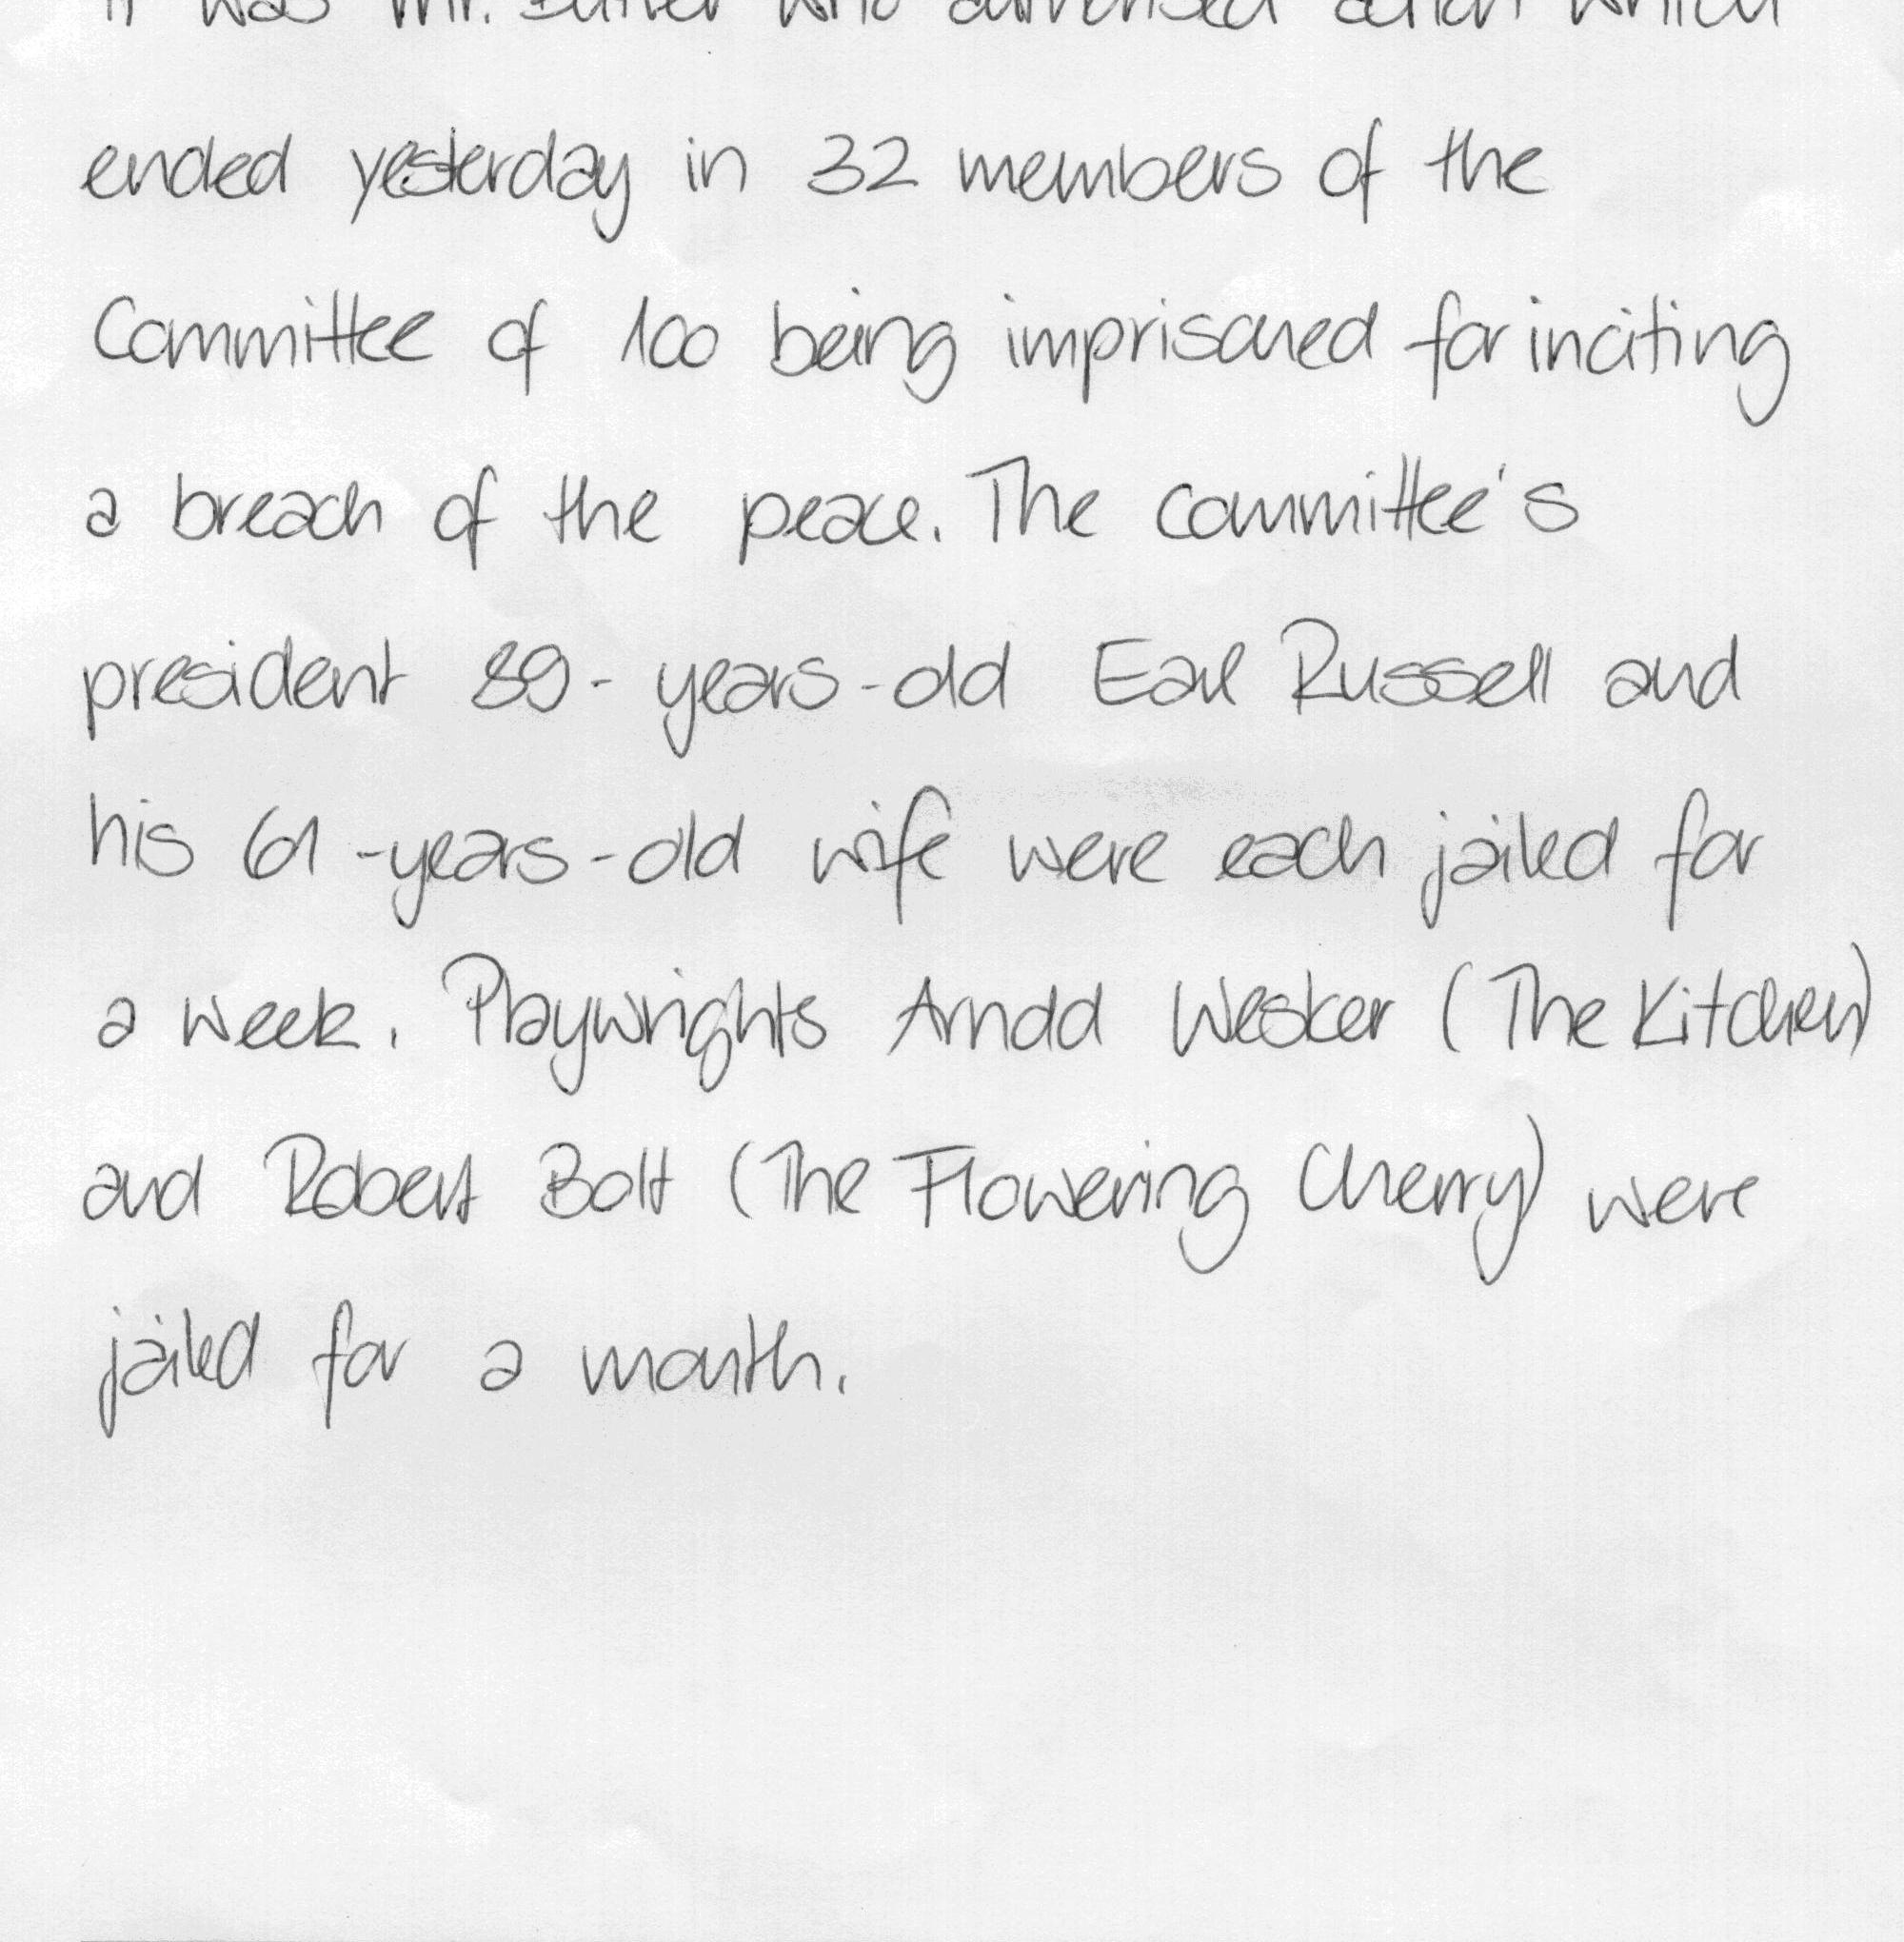 It was Mr. Butler who authorised action which
ended yesterday in 32 members of the
Committee of 100 being imprisoned for inciting
a breach of the peace. The committee's
president 89-years-old Earl Russell and
his 61-years-old wife were each jailed for
a week. Playwrights Arnold Wesker (The Kitchen)
and Robert Bolt (The Flowering Cherry) were
jailed for a month.